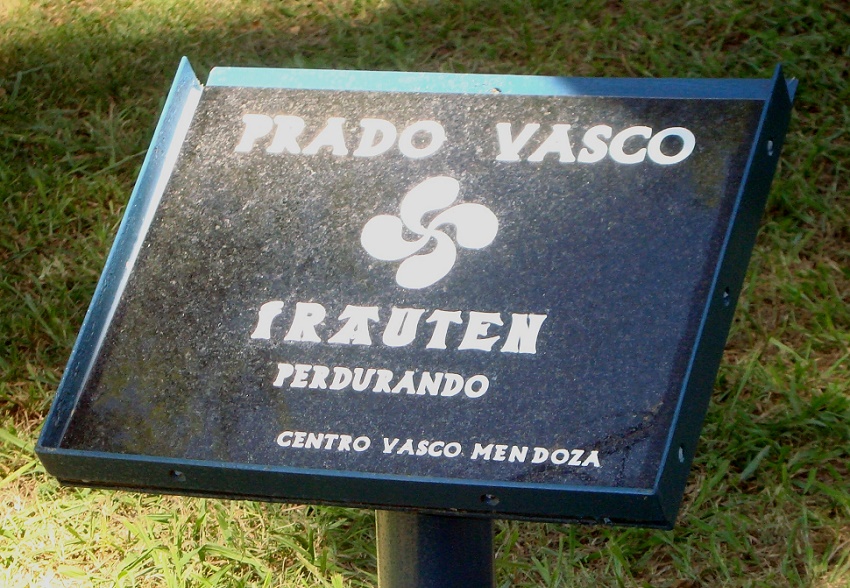 PRADO VASCO
IRAUTEN
PERDURANDO
CENTRO VASCO MENDOZA